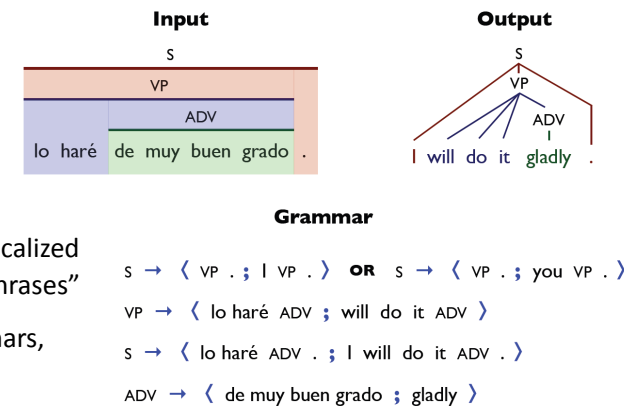 Input
Output
S
S
VP
VP
ADV
ADV
lo haré de muy buen grado .
I will do it gladly .
Grammar
calized
S → ⟨ VP . ; I VP . ⟩ OR S → ⟨ VP . ; you VP . ⟩
hrases”
VP → ⟨ lo haré ADV ; will do it ADV ⟩
nars,
S → ⟨ lo haré ADV . ; I will do it ADV . ⟩
ADV → ⟨ de muy buen grado ; gladly ⟩